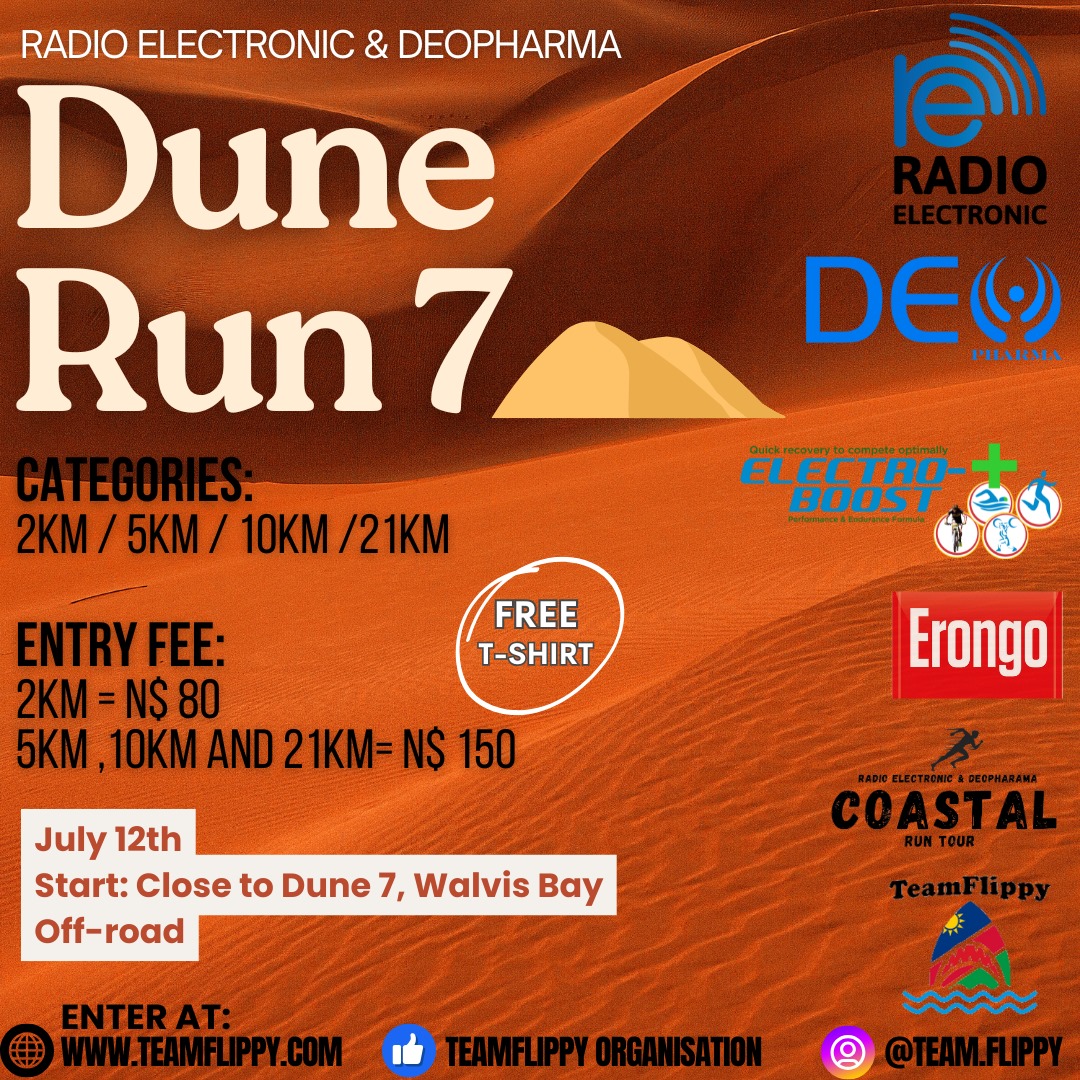 RADIO ELECTRONIC & DEOPHARMA
Dune
Run 7
re
RADIO
ELECTRONIC
DEO
PHARMA
CATEGORIES:
2KM / 5KM / 10KM /21KM
Quick recovery to compete optimally
ELECTRO-+
BOOST
Performance & Endurance Formula
FREE
T-SHIRT
ENTRY FEE:
2KM = N$ 80
5KM ,10KM AND 21KM= N$ 150
Erongo
RADIO ELECTRONIC & DEOPHARAMA
COASTAL
RUN TOUR
July 12th
Start: Close to Dune 7, Walvis Bay
Off-road
TeamFlippy
ENTER AT:
WWW.TEAMFLIPPY.COM
TEAMFLIPPY ORGANISATION
@TEAM.FLIPPY